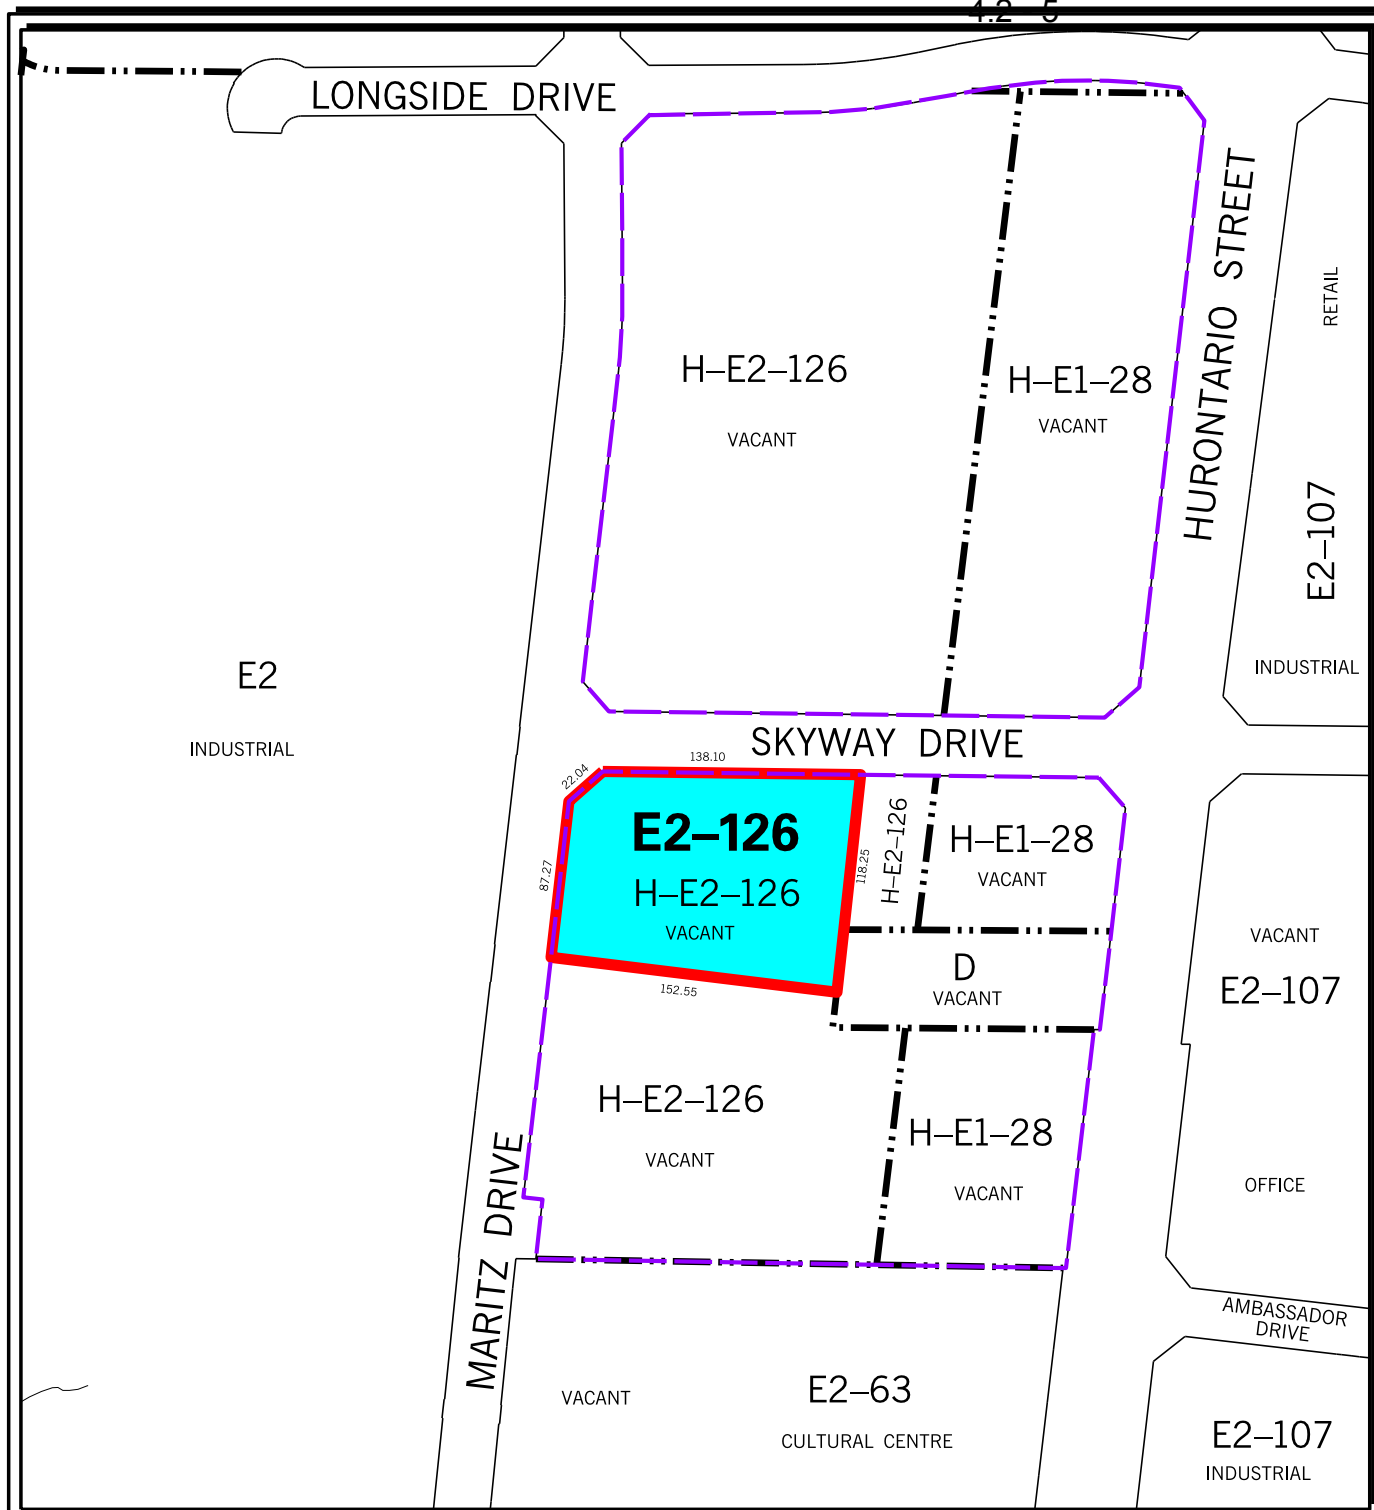 4.2 - 5
LONGSIDE DRIVE
HURONTARIO STREET
RETAIL
H–E2–126
VACANT
H–E1–28
VACANT
E2–107
INDUSTRIAL
E2
INDUSTRIAL
SKYWAY DRIVE
138.10
22.04
87.27
118.25
152.55
E2–126
H–E2–126
VACANT
H–E2–126
H–E1–28
VACANT
D
VACANT
VACANT
E2–107
H–E2–126
VACANT
H–E1–28
VACANT
OFFICE
MARITZ DRIVE
AMBASSADOR
DRIVE
VACANT
E2–63
CULTURAL CENTRE
E2–107
INDUSTRIAL